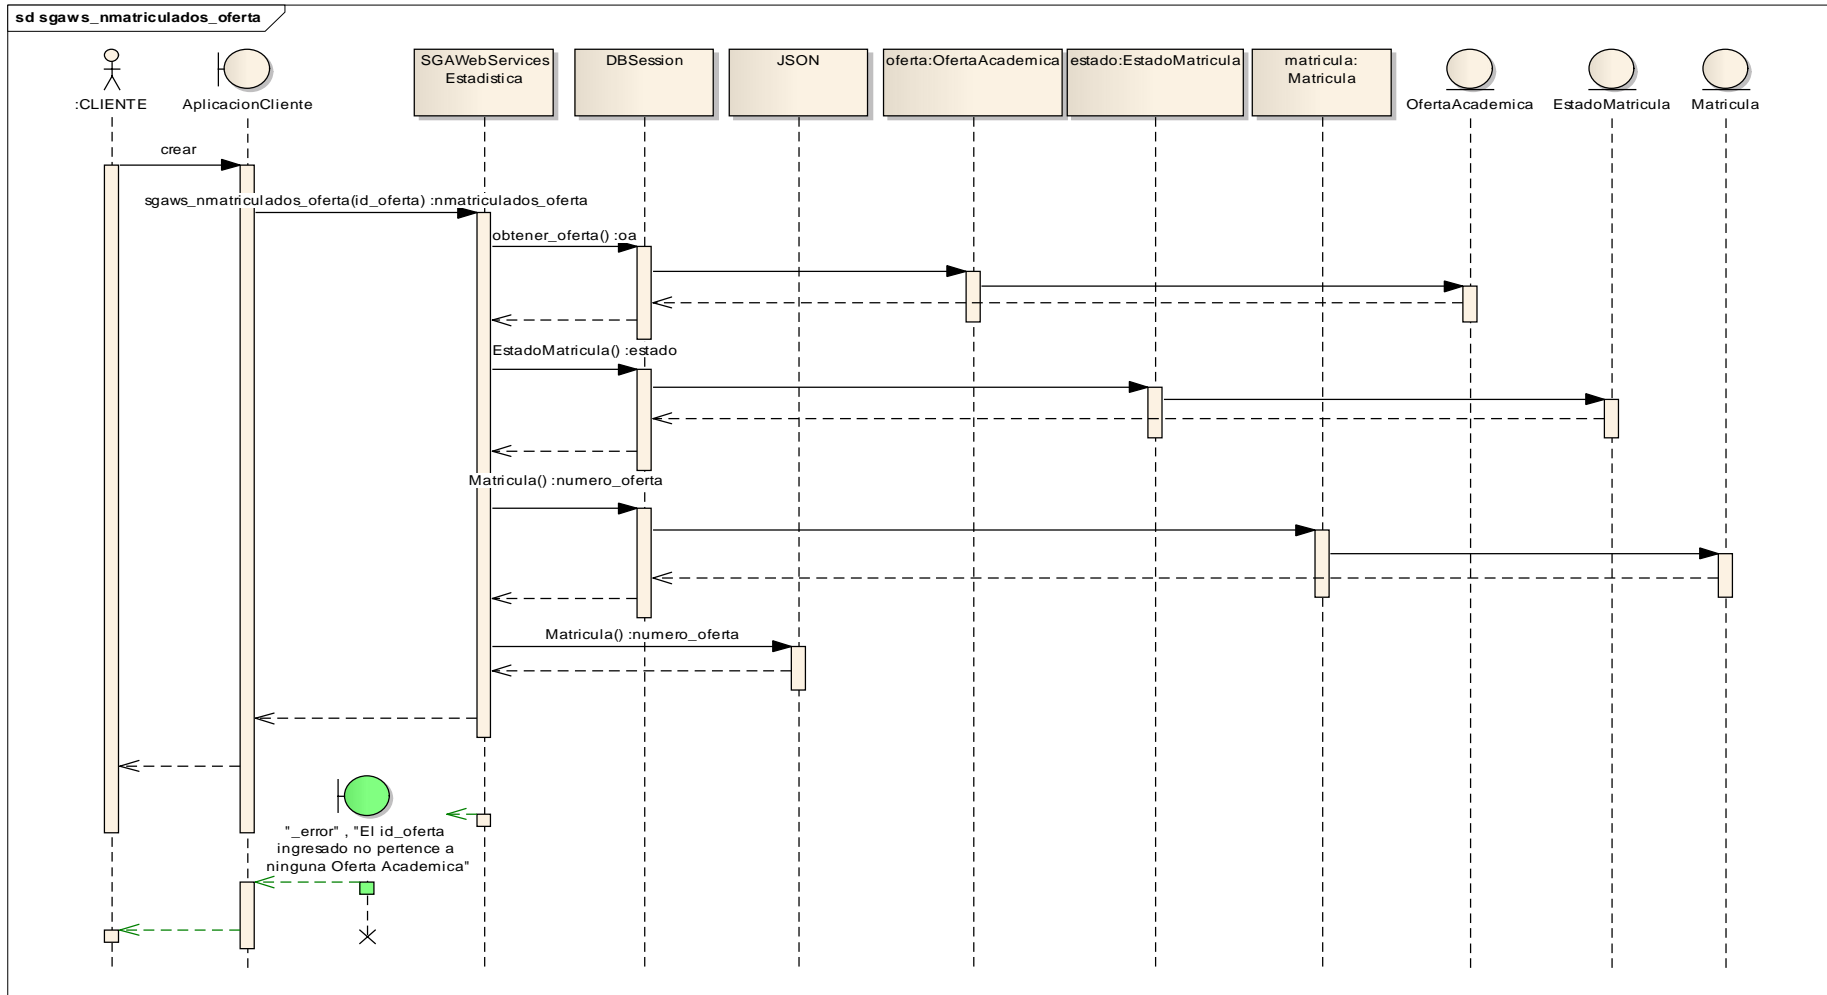 sd sgaws_nmatriculados_oferta
:CLIENTE
AplicacionCliente
SGAWebServices
Estadistica
DBSession
JSON
oferta:OfertaAcademica
estado:EstadoMatricula
matricula:
Matricula
OfertaAcademica
EstadoMatricula
Matricula
crear
sgaws_nmatriculados_oferta(id_oferta) :nmatriculados_oferta
obtener_oferta() :oa
EstadoMatricula() :estado
Matricula() :numero_oferta
Matricula() :numero_oferta
"_error" , "El id_oferta
ingresado no pertence a
ninguna Oferta Academica"